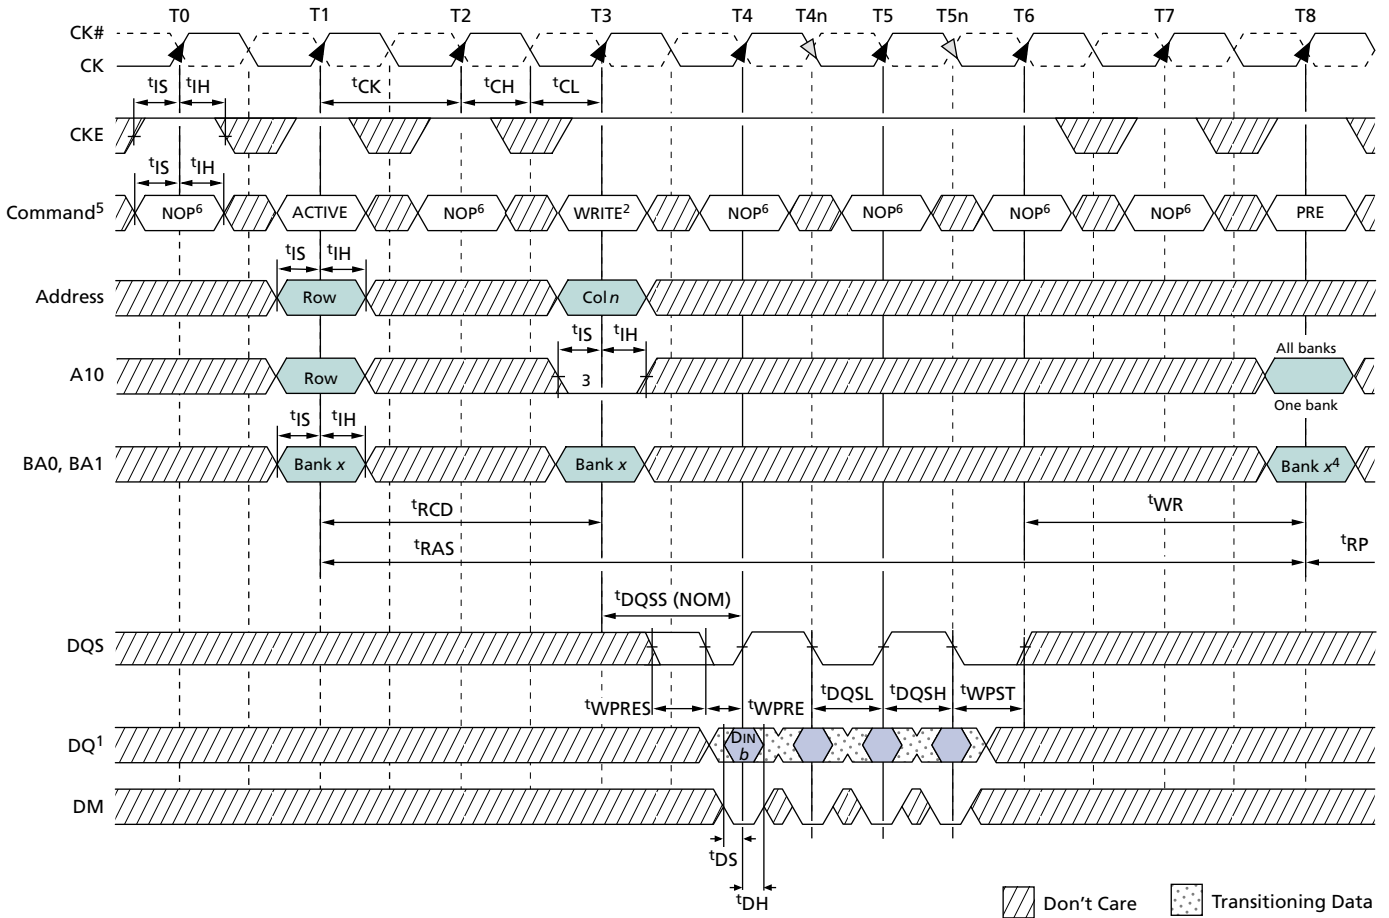 T0 T1 T2 T3 T4 T4n T5 T5n T6 T7 T8
CK#
CK
tIS tIH tCK tCH tCL
CKE
tIS tIH
Command5 NOP6 ACTIVE NOP6 WRITE2 NOP6 NOP6 NOP6 NOP6 PRE
tIS tIH
Address Row Col n
tIS tIH
All banks
A10 Row 3
One bank
tIS tIH
BA0, BA1 Bank x Bank x Bank x4
tRCD tWR
tRAS tRP
tDQSS (NOM)
DQS
tWPRES tWPRE tDQSL tDQSH tWPST
DQ1 DIN
b
DM
tDS
tDH
Don't Care Transitioning Data